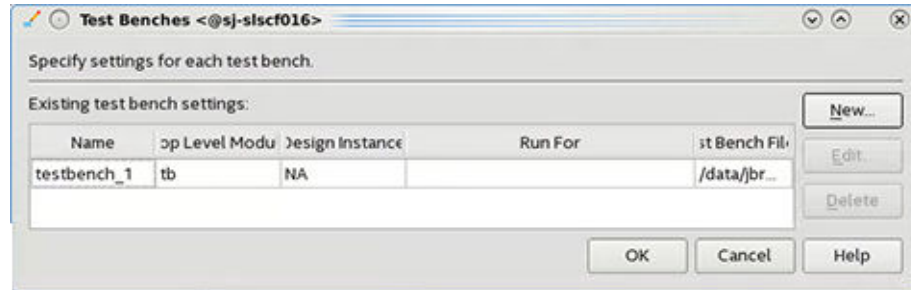 Test Benches <@sj-slscf016>
Specify settings for each test bench.
Existing test bench settings:
New...
Name op Level Modu Design Instance Run For st Bench File
Edit.
testbench_1 tb NA /data/jbr...
Delete
OK Cancel Help